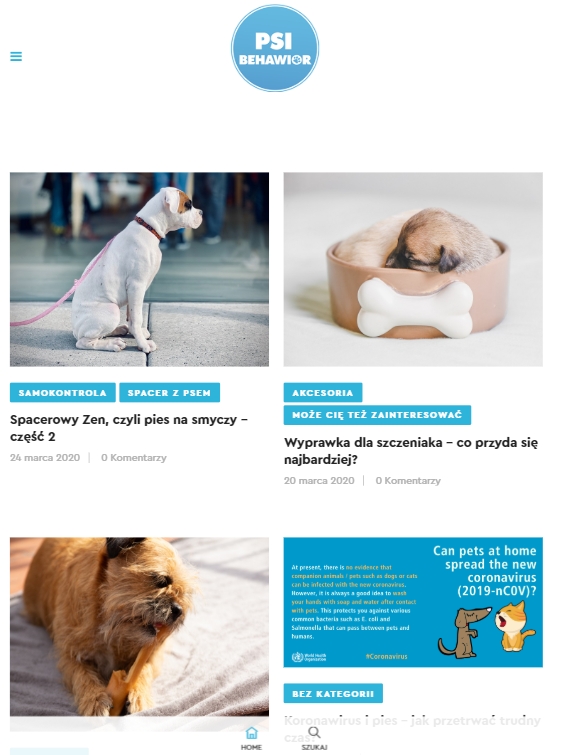 PSI
BEHAWIOR
SAMOKONTROLA
SPACER Z PSEM
Spacerowy Zen, czyli pies na smyczy –
część 2
24 marca 2020
0 Komentarzy
AKCESORIA
MOŻE CIĘ TEŻ ZAINTERESOWAĆ
Wyprawka dla szczeniaka – co przyda się
najbardziej?
20 marca 2020
0 Komentarzy
Can pets at home
spread the new
coronavirus
(2019-nCOV)?
At present, there is no evidence that
companion animals / pets such as dogs or cats
can be infected with the new coronavirus.
However, it is always a good idea to wash
your hands with soap and water after contact
with pets. This protects you against various
common bacteria such as E. coli and
Salmonella that can pass between pets and
humans.
World Health
Organization
#Coronavirus
BEZ KATEGORII
Koronawirus i pies – jak przetrwać trudny
czas?
HOME
SZUKAJ